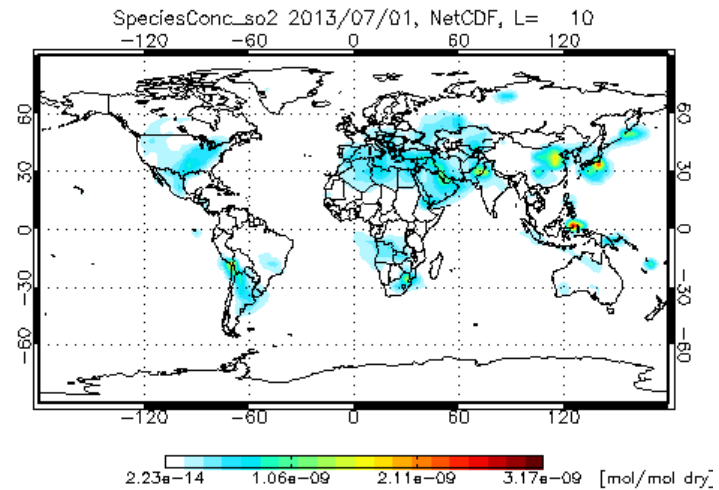 SpeciesConc_so2 2013/07/01, NetCDF, L=   10
-120 -60 0 60 120
60 60
30 30
0 0
-30 -30
-60 -60
-120 -60 0 60 120
2.23e-14 1.06e-09 2.11e-09 3.17e-09 [mol/mol dry]